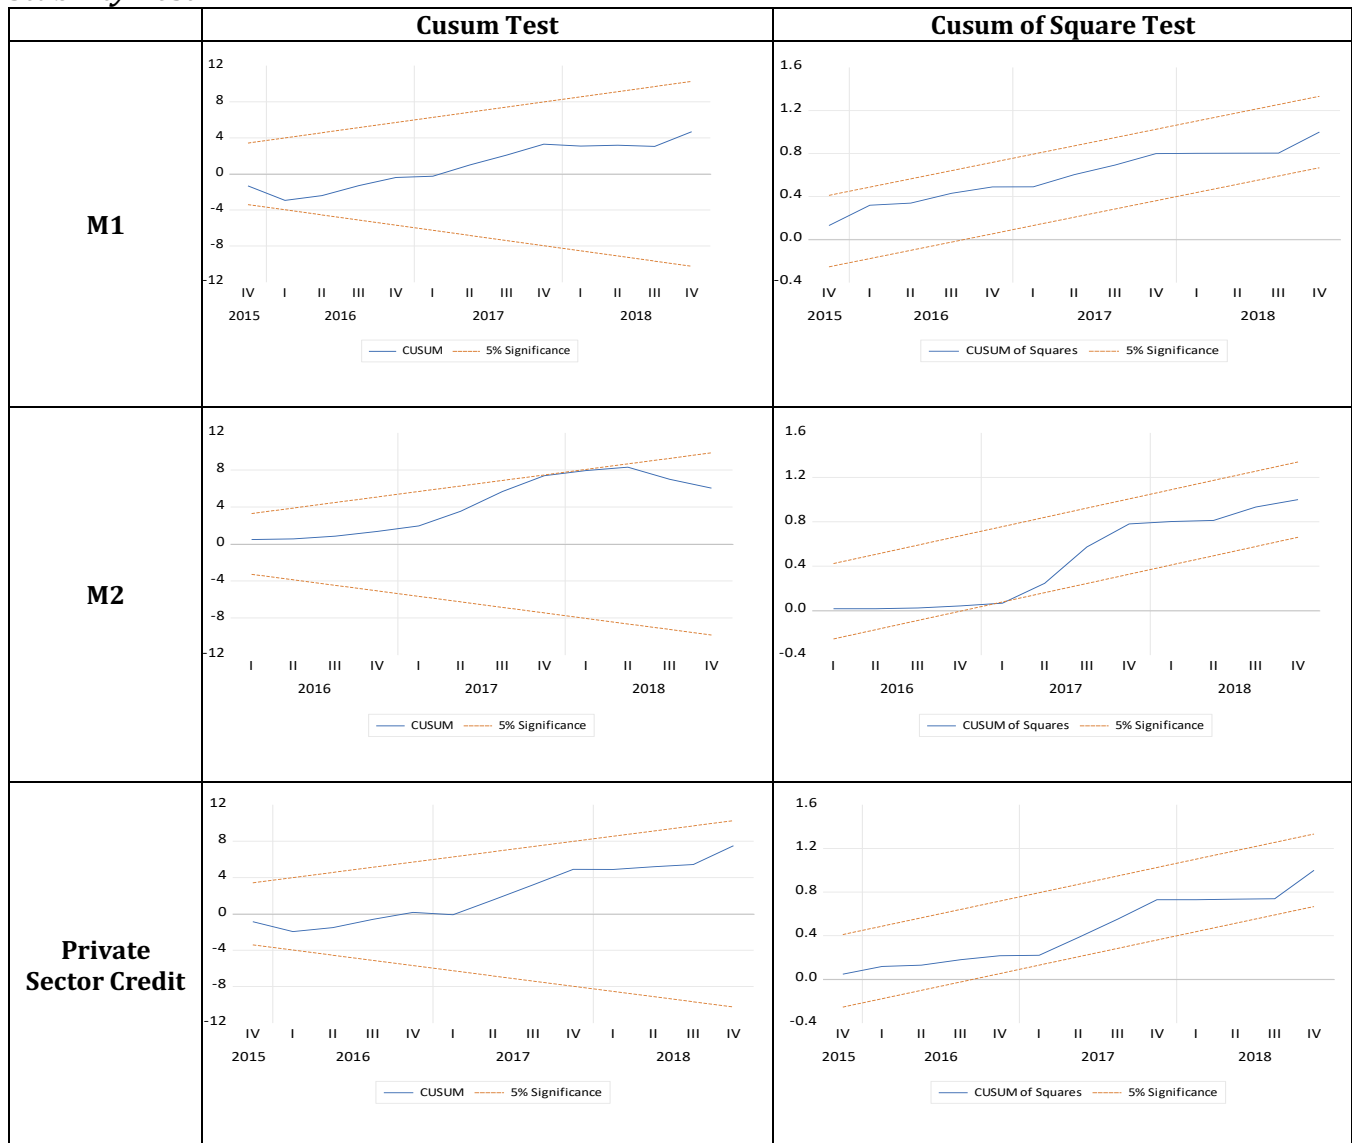 Cusum Test Cusum of Square Test
M1
12
8
4
0
-4
-8
-12
IV I II III IV I II III IV I II III IV
2015 2016 2017 2018
CUSUM 5% Significance
1.6
1.2
0.8
0.4
0.0
-0.4
IV I II III IV I II III IV I II III IV
2015 2016 2017 2018
CUSUM of Squares 5% Significance
M2
12
8
4
0
-4
-8
-12
I II III IV I II III IV I II III IV
2016 2017 2018
CUSUM 5% Significance
1.6
1.2
0.8
0.4
0.0
-0.4
I II III IV I II III IV I II III IV
2016 2017 2018
CUSUM of Squares 5% Significance
Private
Sector Credit
12
8
4
0
-4
-8
-12
IV I II III IV I II III IV I II III IV
2015 2016 2017 2018
CUSUM 5% Significance
1.6
1.2
0.8
0.4
0.0
-0.4
IV I II III IV I II III IV I II III IV
2015 2016 2017 2018
CUSUM of Squares 5% Significance